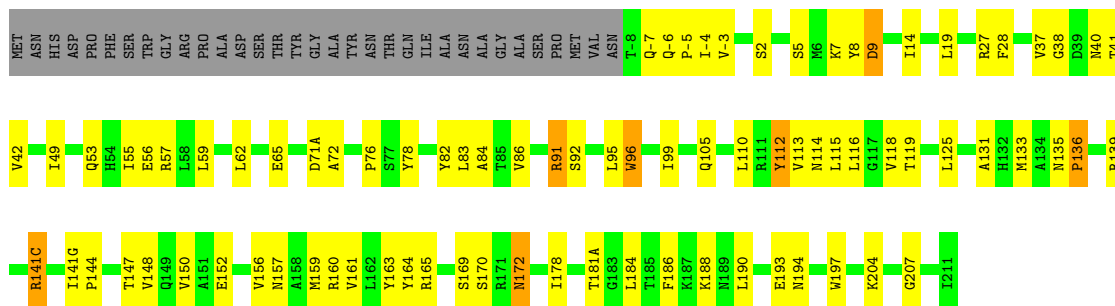 MET ASN HIS ASP PRO PHE SER TRP GLY ARG PRO ALA ASP SER THR TYR GLY ALA TYR ASN THR GLN ILE ALA ASN ALA GLY ALA SER PRO MET VAL ASN T-8 Q-7 Q-6 P-5 I-4 V-3 S2 S5 M6 K7 Y8 D9 I14 L19 R27 F28 V37 G38 D39 N40 T41
V42 I49 Q53 H54 I55 E56 R57 L58 L59 L62 E65 D71A A72 P76 S77 Y78 Y82 L83 A84 T85 V86 R91 S92 L95 W96 I99 Q105 L110 R111 Y112 V113 N114 L115 L116 G117 V118 T119 L125 A131 H132 M133 A134 N135 P136
R141C I141G P144 T147 V148 Q149 V150 A151 E152 V156 N157 A158 M159 R160 V161 L162 Y163 Y164 R165 S169 S170 R171 N172 I178 T181A G183 L184 T185 F186 K187 K188 N189 L190 E193 N194 W197 K204 G207 I211